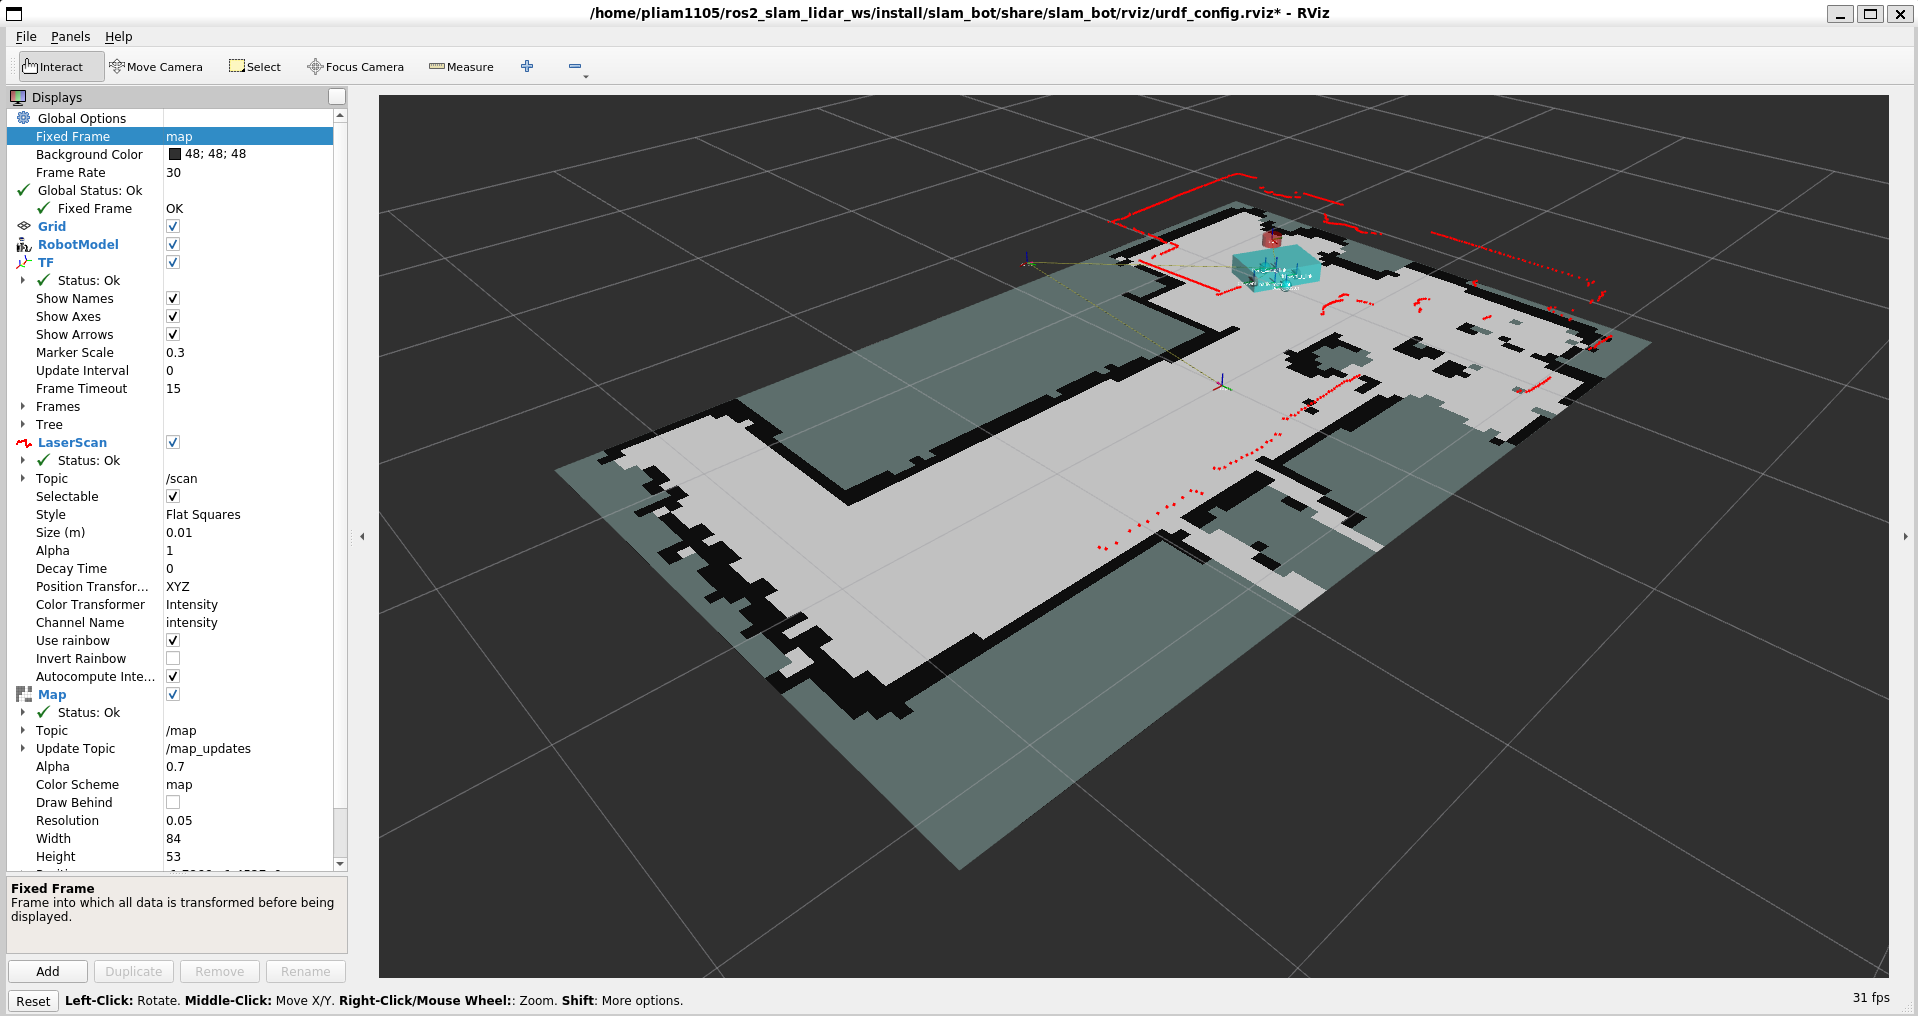 /home/pliam1105/ros2_slam_lidar_ws/install/slam_bot/share/slam_bot/rviz/urdf_config.rviz* - RViz
File Panels Help
Interact Move Camera Select Focus Camera Measure
Displays
Global Options
Fixed Frame map
Background Color 48; 48; 48
Frame Rate 30
Global Status: Ok
Fixed Frame OK
Grid
RobotModel
TF
Status: Ok
Show Names
Show Axes
Show Arrows
Marker Scale 0.3
Update Interval 0
Frame Timeout 15
Frames
Tree
LaserScan
Status: Ok
Topic /scan
Selectable
Style Flat Squares
Size (m) 0.01
Alpha 1
Decay Time 0
Position Transfor... XYZ
Color Transformer Intensity
Channel Name intensity
Use rainbow
Invert Rainbow
Autocompute Inte...
Map
Status: Ok
Topic /map
Update Topic /map_updates
Alpha 0.7
Color Scheme map
Draw Behind
Resolution 0.05
Width 84
Height 53
Fixed Frame
Frame into which all data is transformed before being
displayed.
Add Duplicate Remove Rename
Reset Left-Click: Rotate. Middle-Click: Move X/Y. Right-Click/Mouse Wheel:: Zoom. Shift: More options.
31 fps